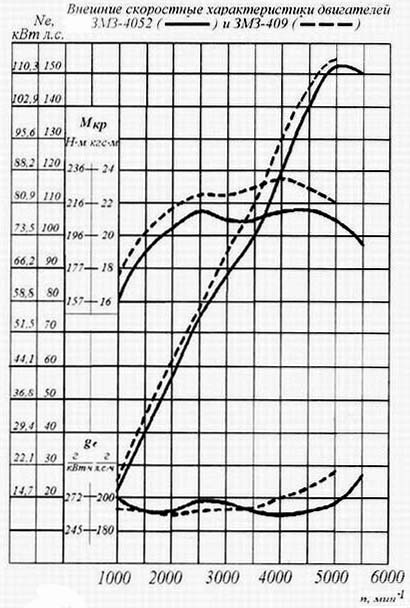 Внешние скоростные характеристики двигателей
ЗМЗ-4052 ( ) и ЗМЗ-409 ( )
Ne,
кВт л.с.
110,3 150
102,9 140
95,6 130
88,2 120
80,9 110
73,5 100
66,2 90
58,8 80
51,5 70
44,1 60
36,8 50
29,4 40
22,1 30
14,7 20
Мкр
Н·м кгс·м
236 24
216 22
196 20
177 18
157 16
ge
г г
кВтч л.с.ч
272 200
245 180
1000 2000 3000 4000 5000 6000
n, мин-1